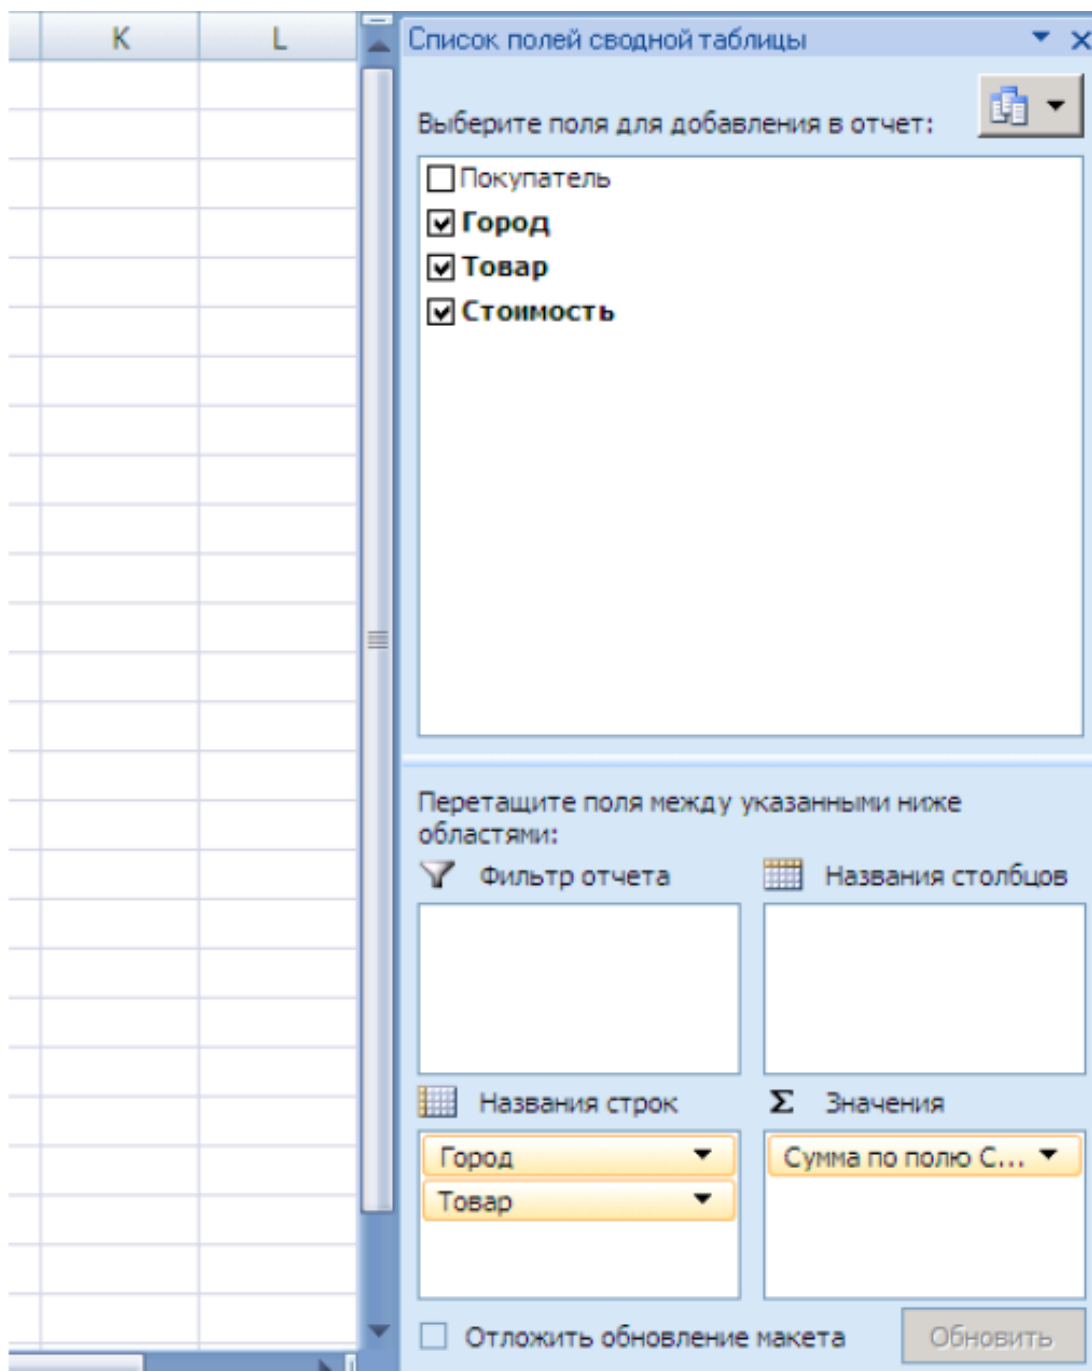 K L Список полей сводной таблицы
Выберите поля для добавления в отчет:
Покупатель
Город
Товар
Стоимость
Перетащите поля между указанными ниже
областями:
Фильтр отчета Названия столбцов
Названия строк Σ Значения
Город Сумма по полю С...
Товар
Отложить обновление макета Обновить